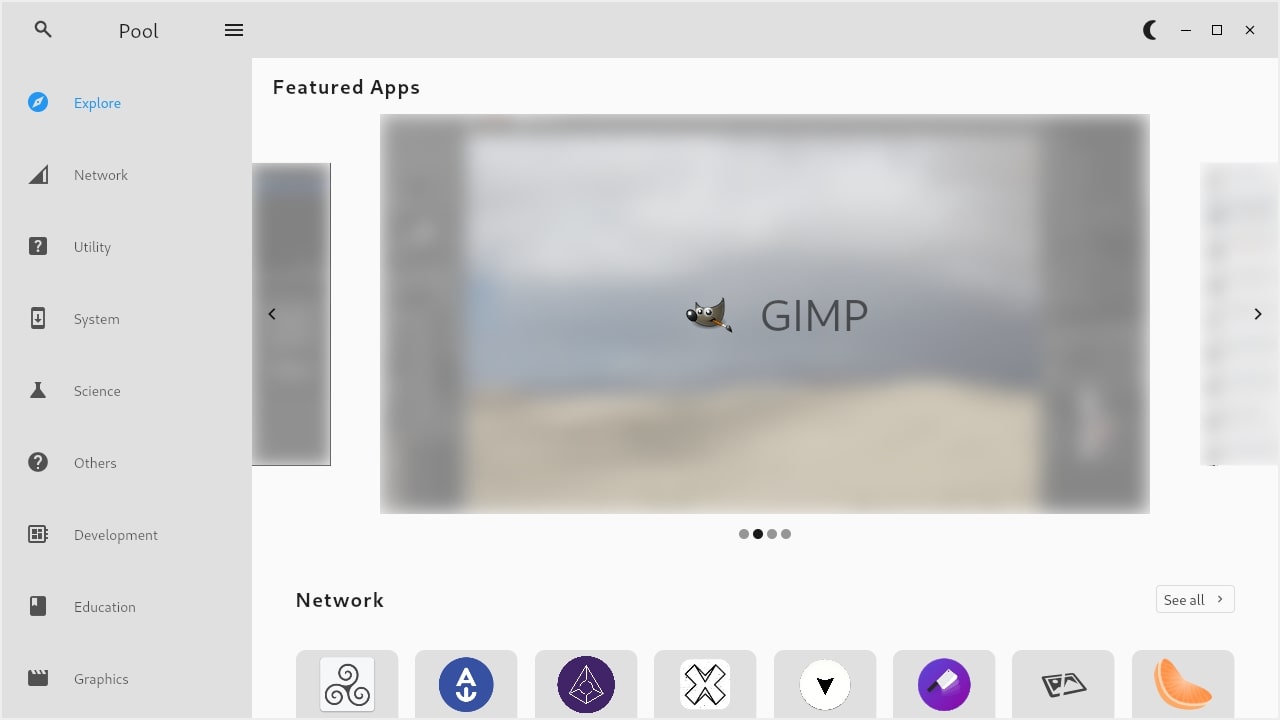 Pool
Explore
Network
Utility
System
Science
Others
Development
Education
Graphics
Featured Apps
GIMP
Network
See all